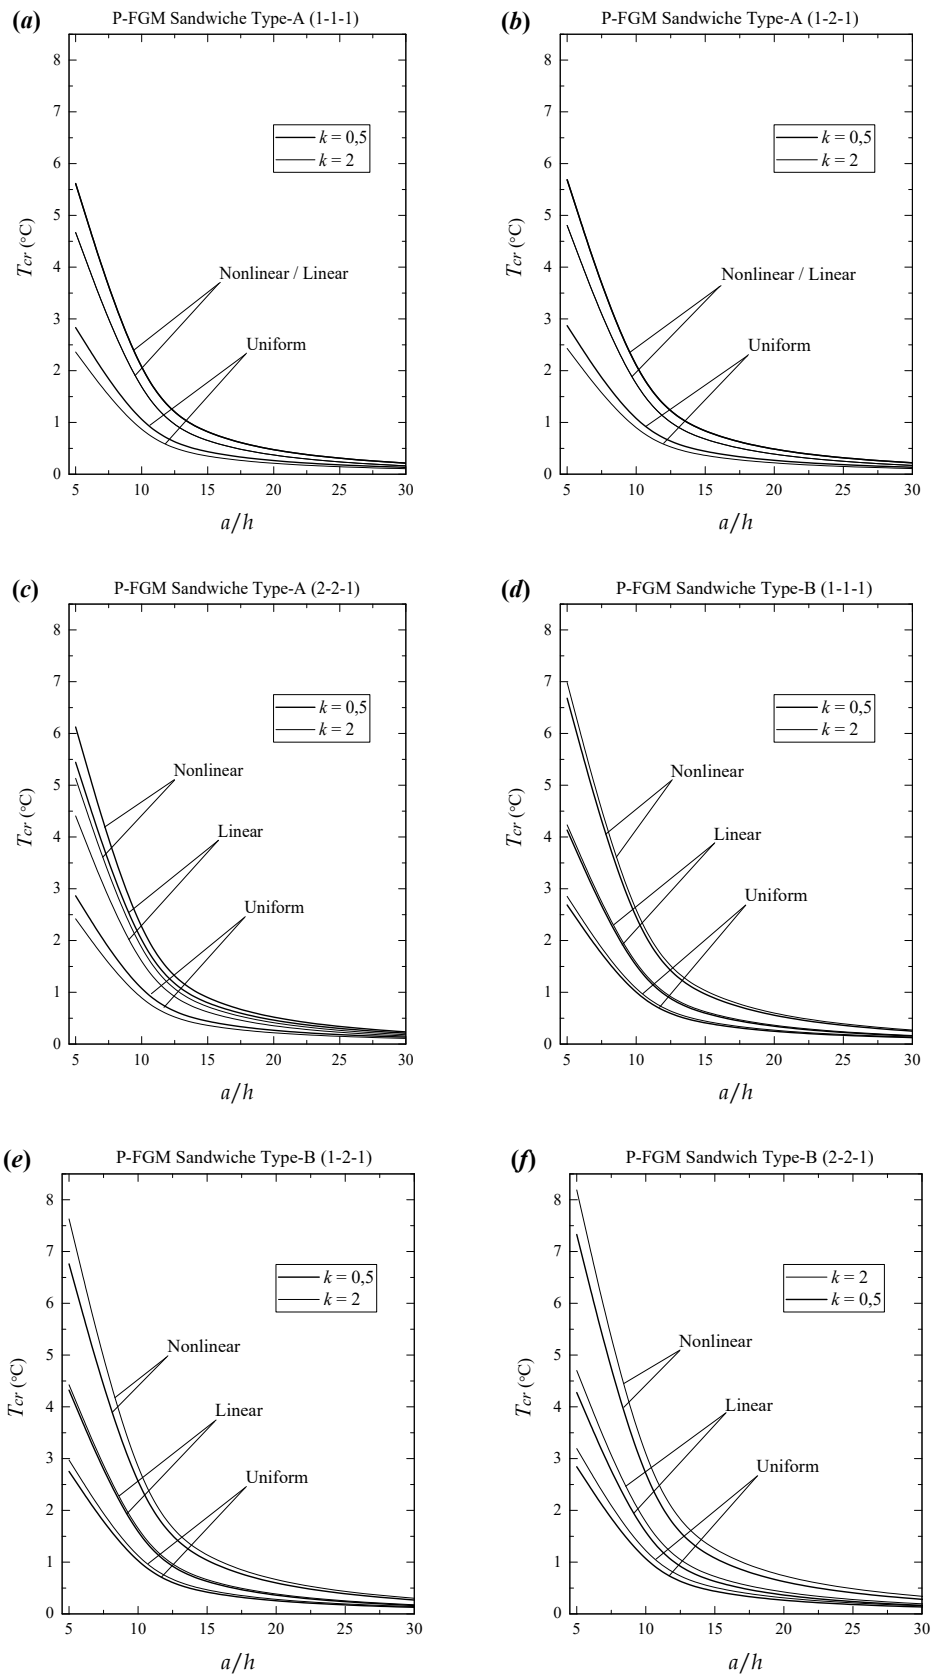 (a) P-FGM Sandwiche Type-A (1-1-1)
8
7
6
5
4
3
2
1
0
Tcr (°C)
k = 0,5
k = 2
Nonlinear / Linear
Uniform
5 10 15 20 25 30
a/h
(b) P-FGM Sandwiche Type-A (1-2-1)
8
7
6
5
4
3
2
1
0
Tcr (°C)
k = 0,5
k = 2
Nonlinear / Linear
Uniform
5 10 15 20 25 30
a/h
(c) P-FGM Sandwiche Type-A (2-2-1)
8
7
6
5
4
3
2
1
0
Tcr (°C)
k = 0,5
k = 2
Nonlinear
Linear
Uniform
5 10 15 20 25 30
a/h
(d) P-FGM Sandwiche Type-B (1-1-1)
8
7
6
5
4
3
2
1
0
Tcr (°C)
k = 0,5
k = 2
Nonlinear
Linear
Uniform
5 10 15 20 25 30
a/h
(e) P-FGM Sandwiche Type-B (1-2-1)
8
7
6
5
4
3
2
1
0
Tcr (°C)
k = 0,5
k = 2
Nonlinear
Linear
Uniform
5 10 15 20 25 30
a/h
(f) P-FGM Sandwich Type-B (2-2-1)
8
7
6
5
4
3
2
1
0
Tcr (°C)
k = 2
k = 0,5
Nonlinear
Linear
Uniform
5 10 15 20 25 30
a/h